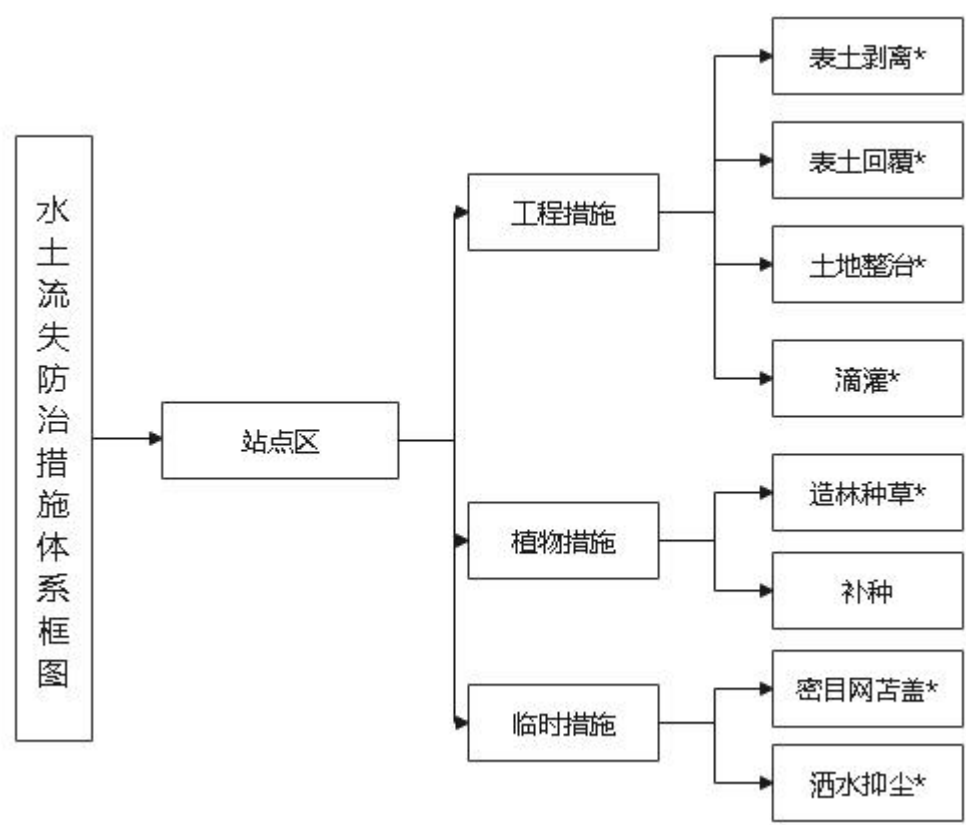 水土流失防治措施体系框图
站点区
工程措施
表土剥离*
表土回覆*
土地整治*
滴灌*
植物措施
造林种草*
补种
临时措施
密目网苫盖*
洒水抑尘*